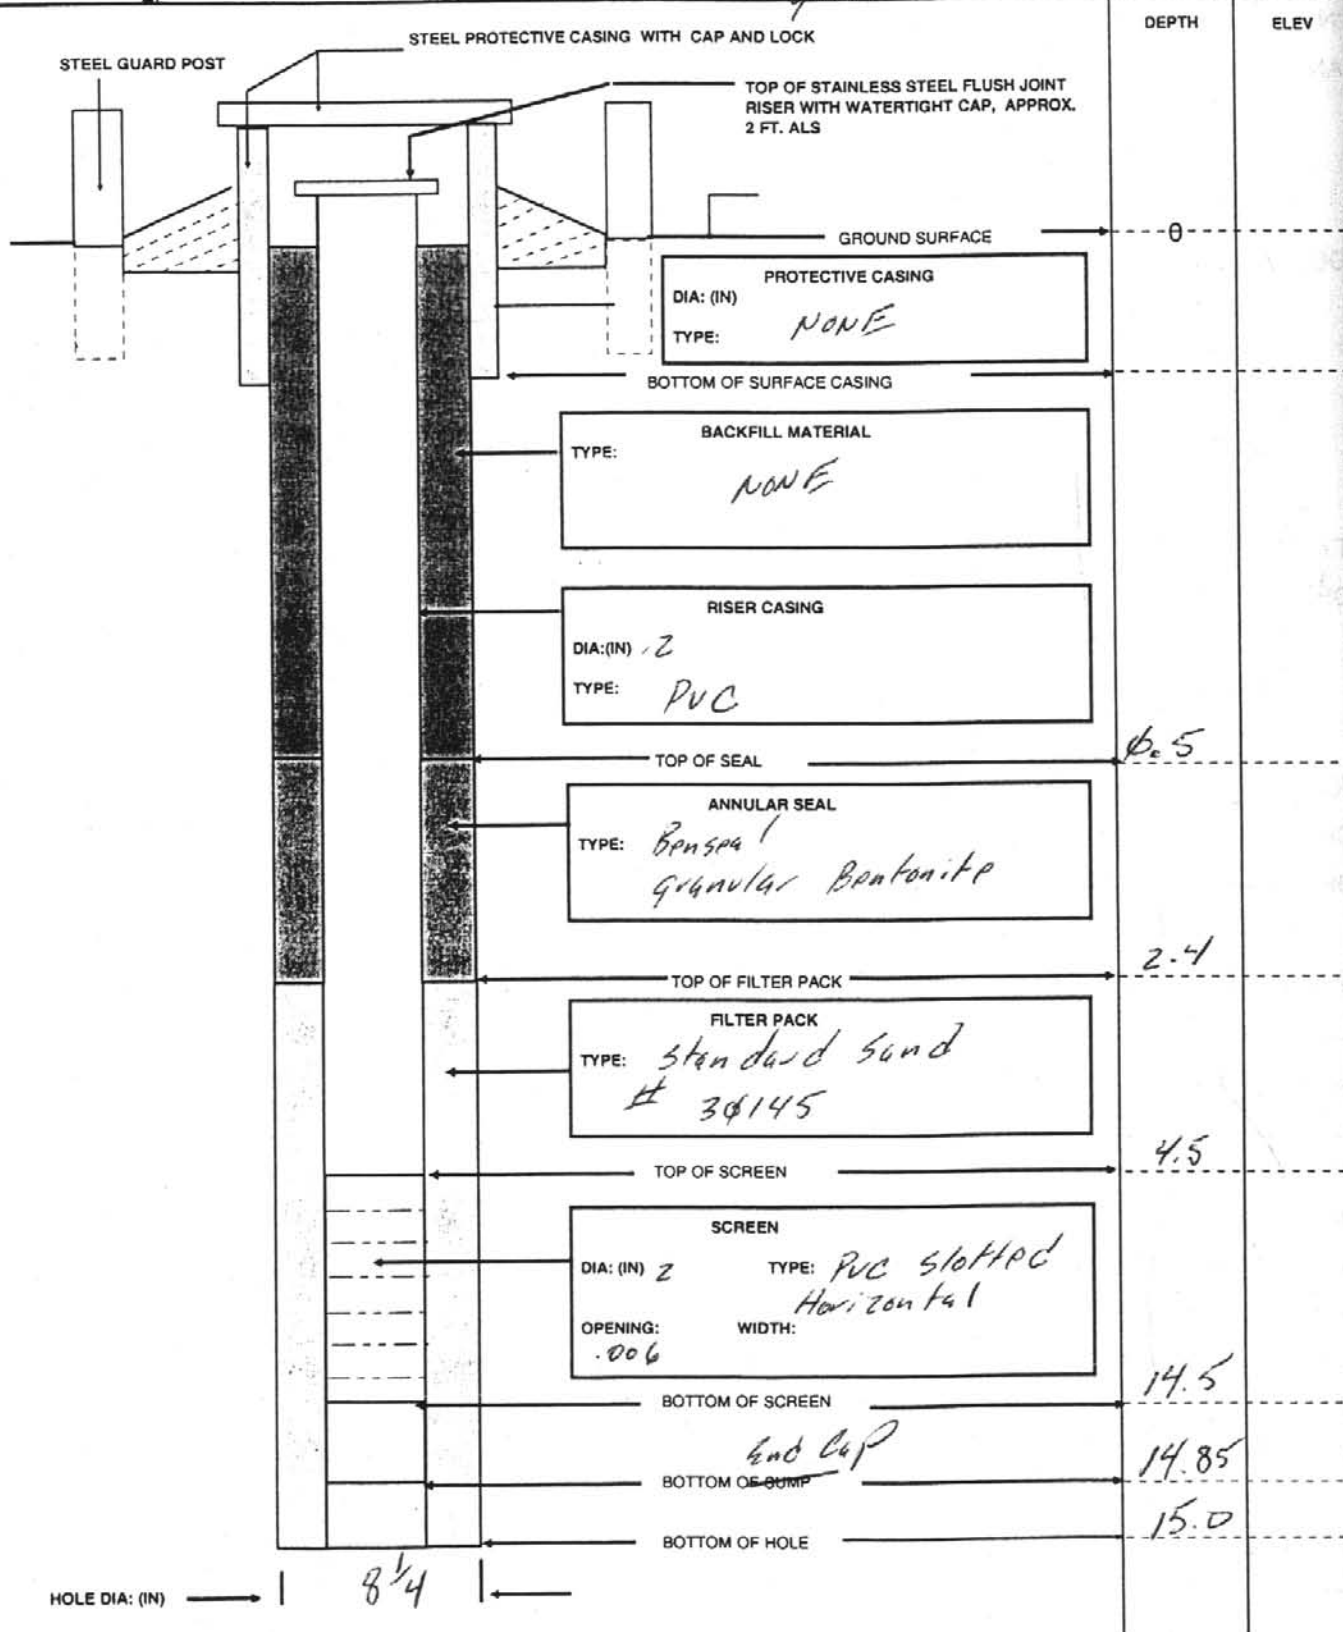 DEPTH
ELEV
STEEL PROTECTIVE CASING WITH CAP AND LOCK
STEEL GUARD POST
TOP OF STAINLESS STEEL FLUSH JOINT
RISER WITH WATERTIGHT CAP, APPROX.
2 FT. ALS
GROUND SURFACE
0
PROTECTIVE CASING
DIA: (IN)
TYPE: NONE
BOTTOM OF SURFACE CASING
BACKFILL MATERIAL
TYPE:
NONE
RISER CASING
DIA:(IN) 2
TYPE: PVC
TOP OF SEAL
0.5
ANNULAR SEAL
TYPE: Benseal
Granular Bentonite
TOP OF FILTER PACK
2.4
FILTER PACK
TYPE: Standard Sand
# 30145
TOP OF SCREEN
4.5
SCREEN
DIA: (IN) 2 TYPE: PVC Slotted
Horizontal
OPENING: WIDTH:
.006
BOTTOM OF SCREEN
14.5
End Cap
BOTTOM OF SUMP
14.85
BOTTOM OF HOLE
15.0
HOLE DIA: (IN) 8 1/4